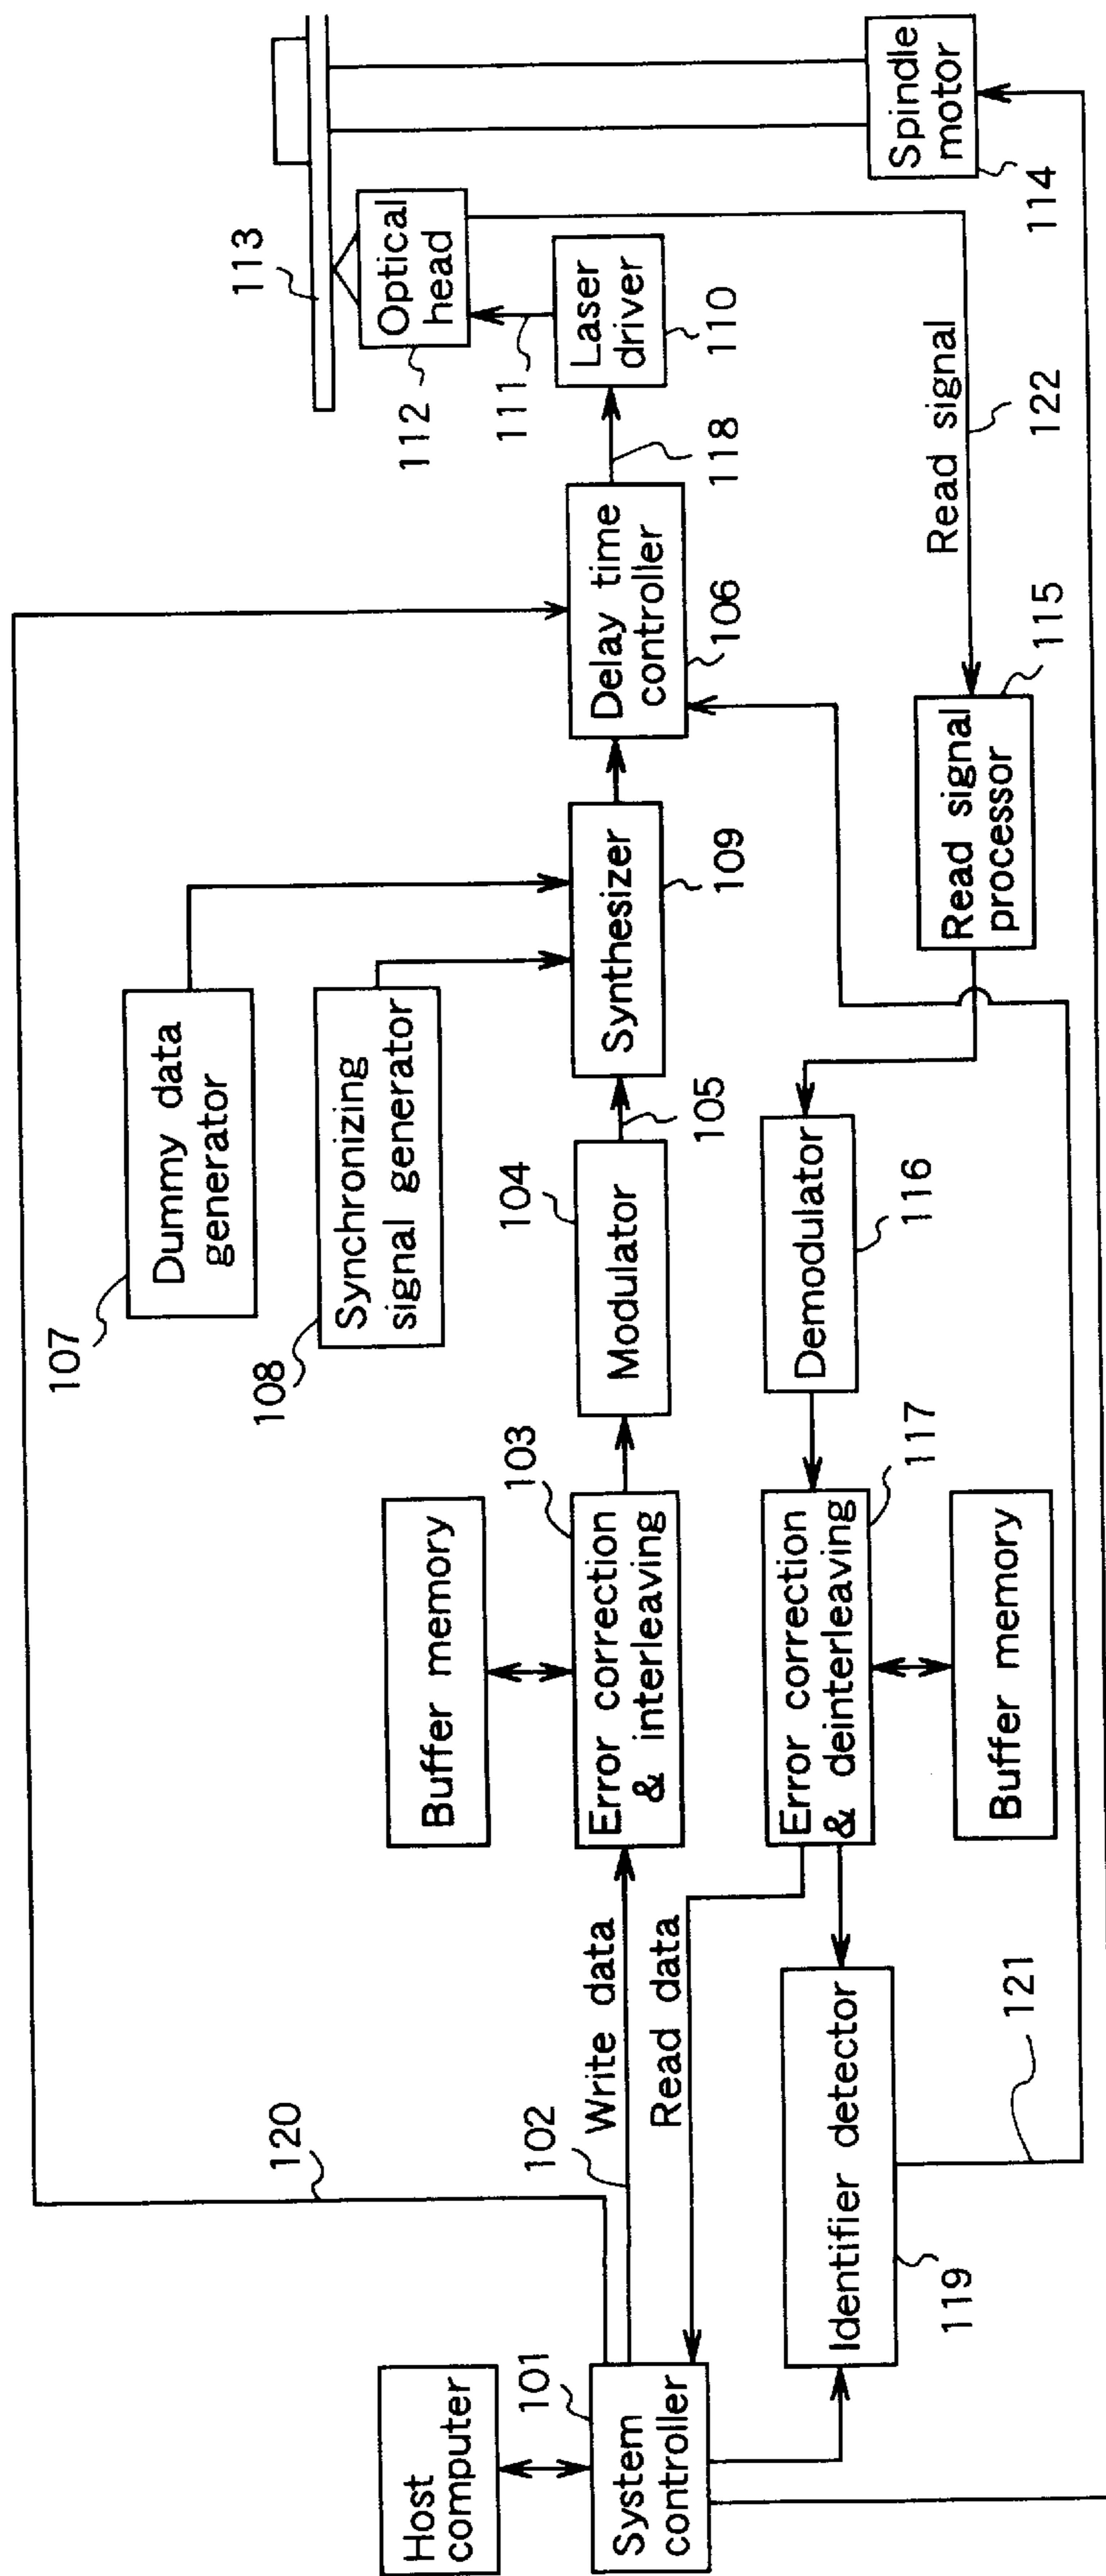 Host
computer
101
System
controller
120
102
Write data
Read data
Identifier detector
119
121
Buffer memory
103
Error correction
& interleaving
Error correction
& deinterleaving
117
Buffer memory
107
Dummy data
generator
108
Synchronizing
signal generator
104
Modulator
105
Demodulator
116
Synthesizer
109
Delay time
controller
106
118
Read signal
processor
115
Read signal
122
113
Optical
head
112
111
Laser
driver
110
Spindle
motor
114